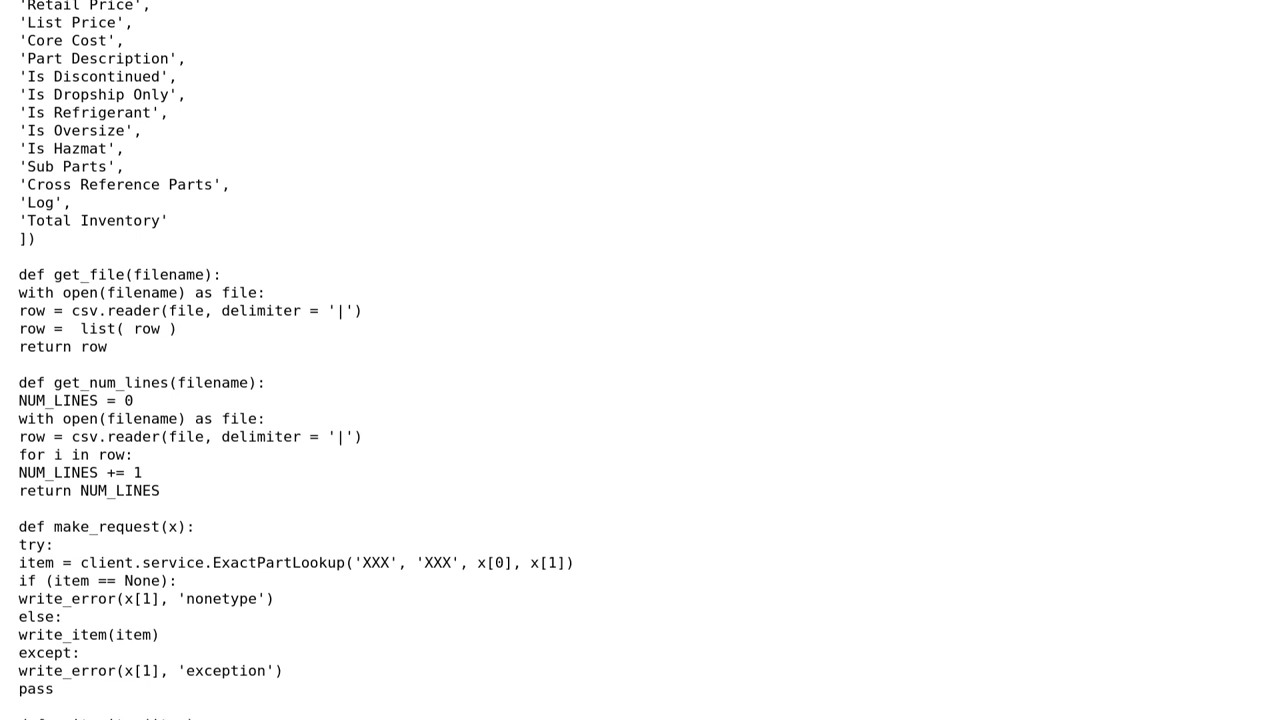 'Retail Price',
'List Price',
'Core Cost',
'Part Description',
'Is Discontinued',
'Is Dropship Only',
'Is Refrigerant',
'Is Oversize',
'Is Hazmat',
'Sub Parts',
'Cross Reference Parts',
'Log',
'Total Inventory'
])

def get_file(filename):
with open(filename) as file:
row = csv.reader(file, delimiter = '|')
row =  list( row )
return row

def get_num_lines(filename):
NUM_LINES = 0
with open(filename) as file:
row = csv.reader(file, delimiter = '|')
for i in row:
NUM_LINES += 1
return NUM_LINES

def make_request(x):
try:
item = client.service.ExactPartLookup('XXX', 'XXX', x[0], x[1])
if (item == None):
write_error(x[1], 'nonetype')
else:
write_item(item)
except:
write_error(x[1], 'exception')
pass